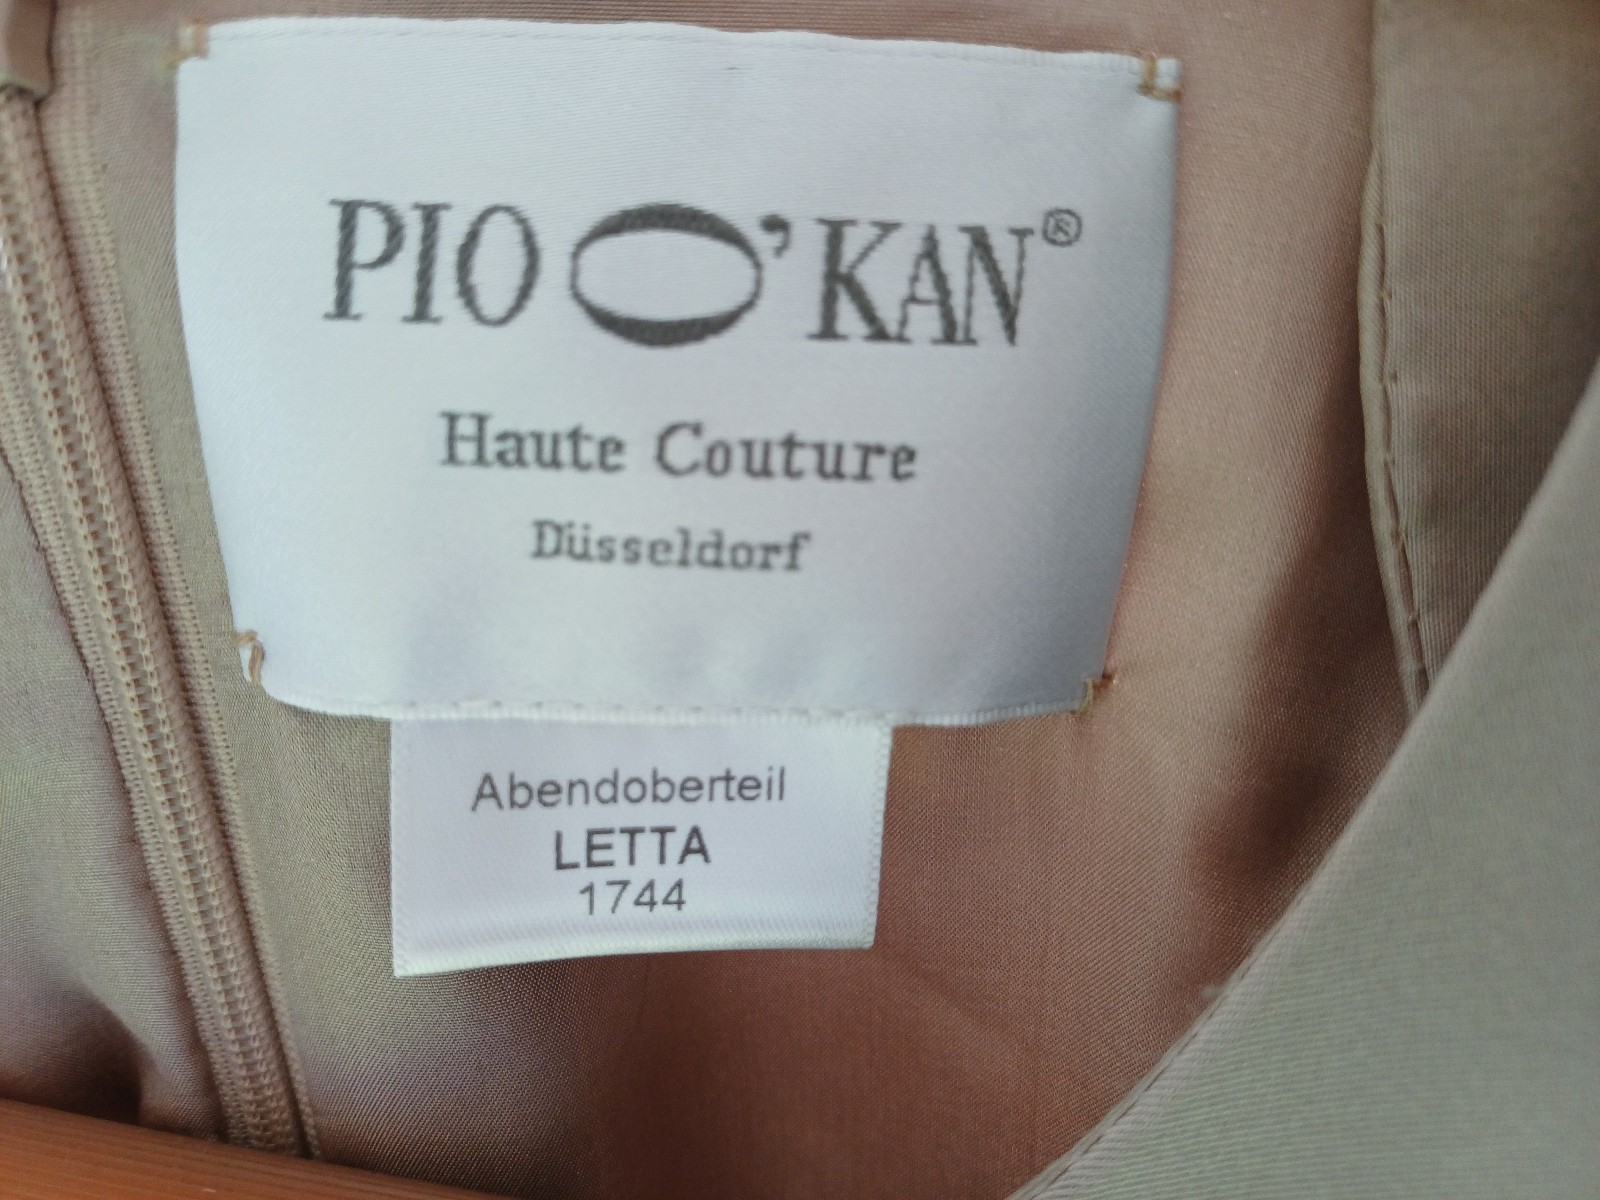 PIO O'KAN®
Haute Couture
Düsseldorf
Abendoberteil
LETTA
1744